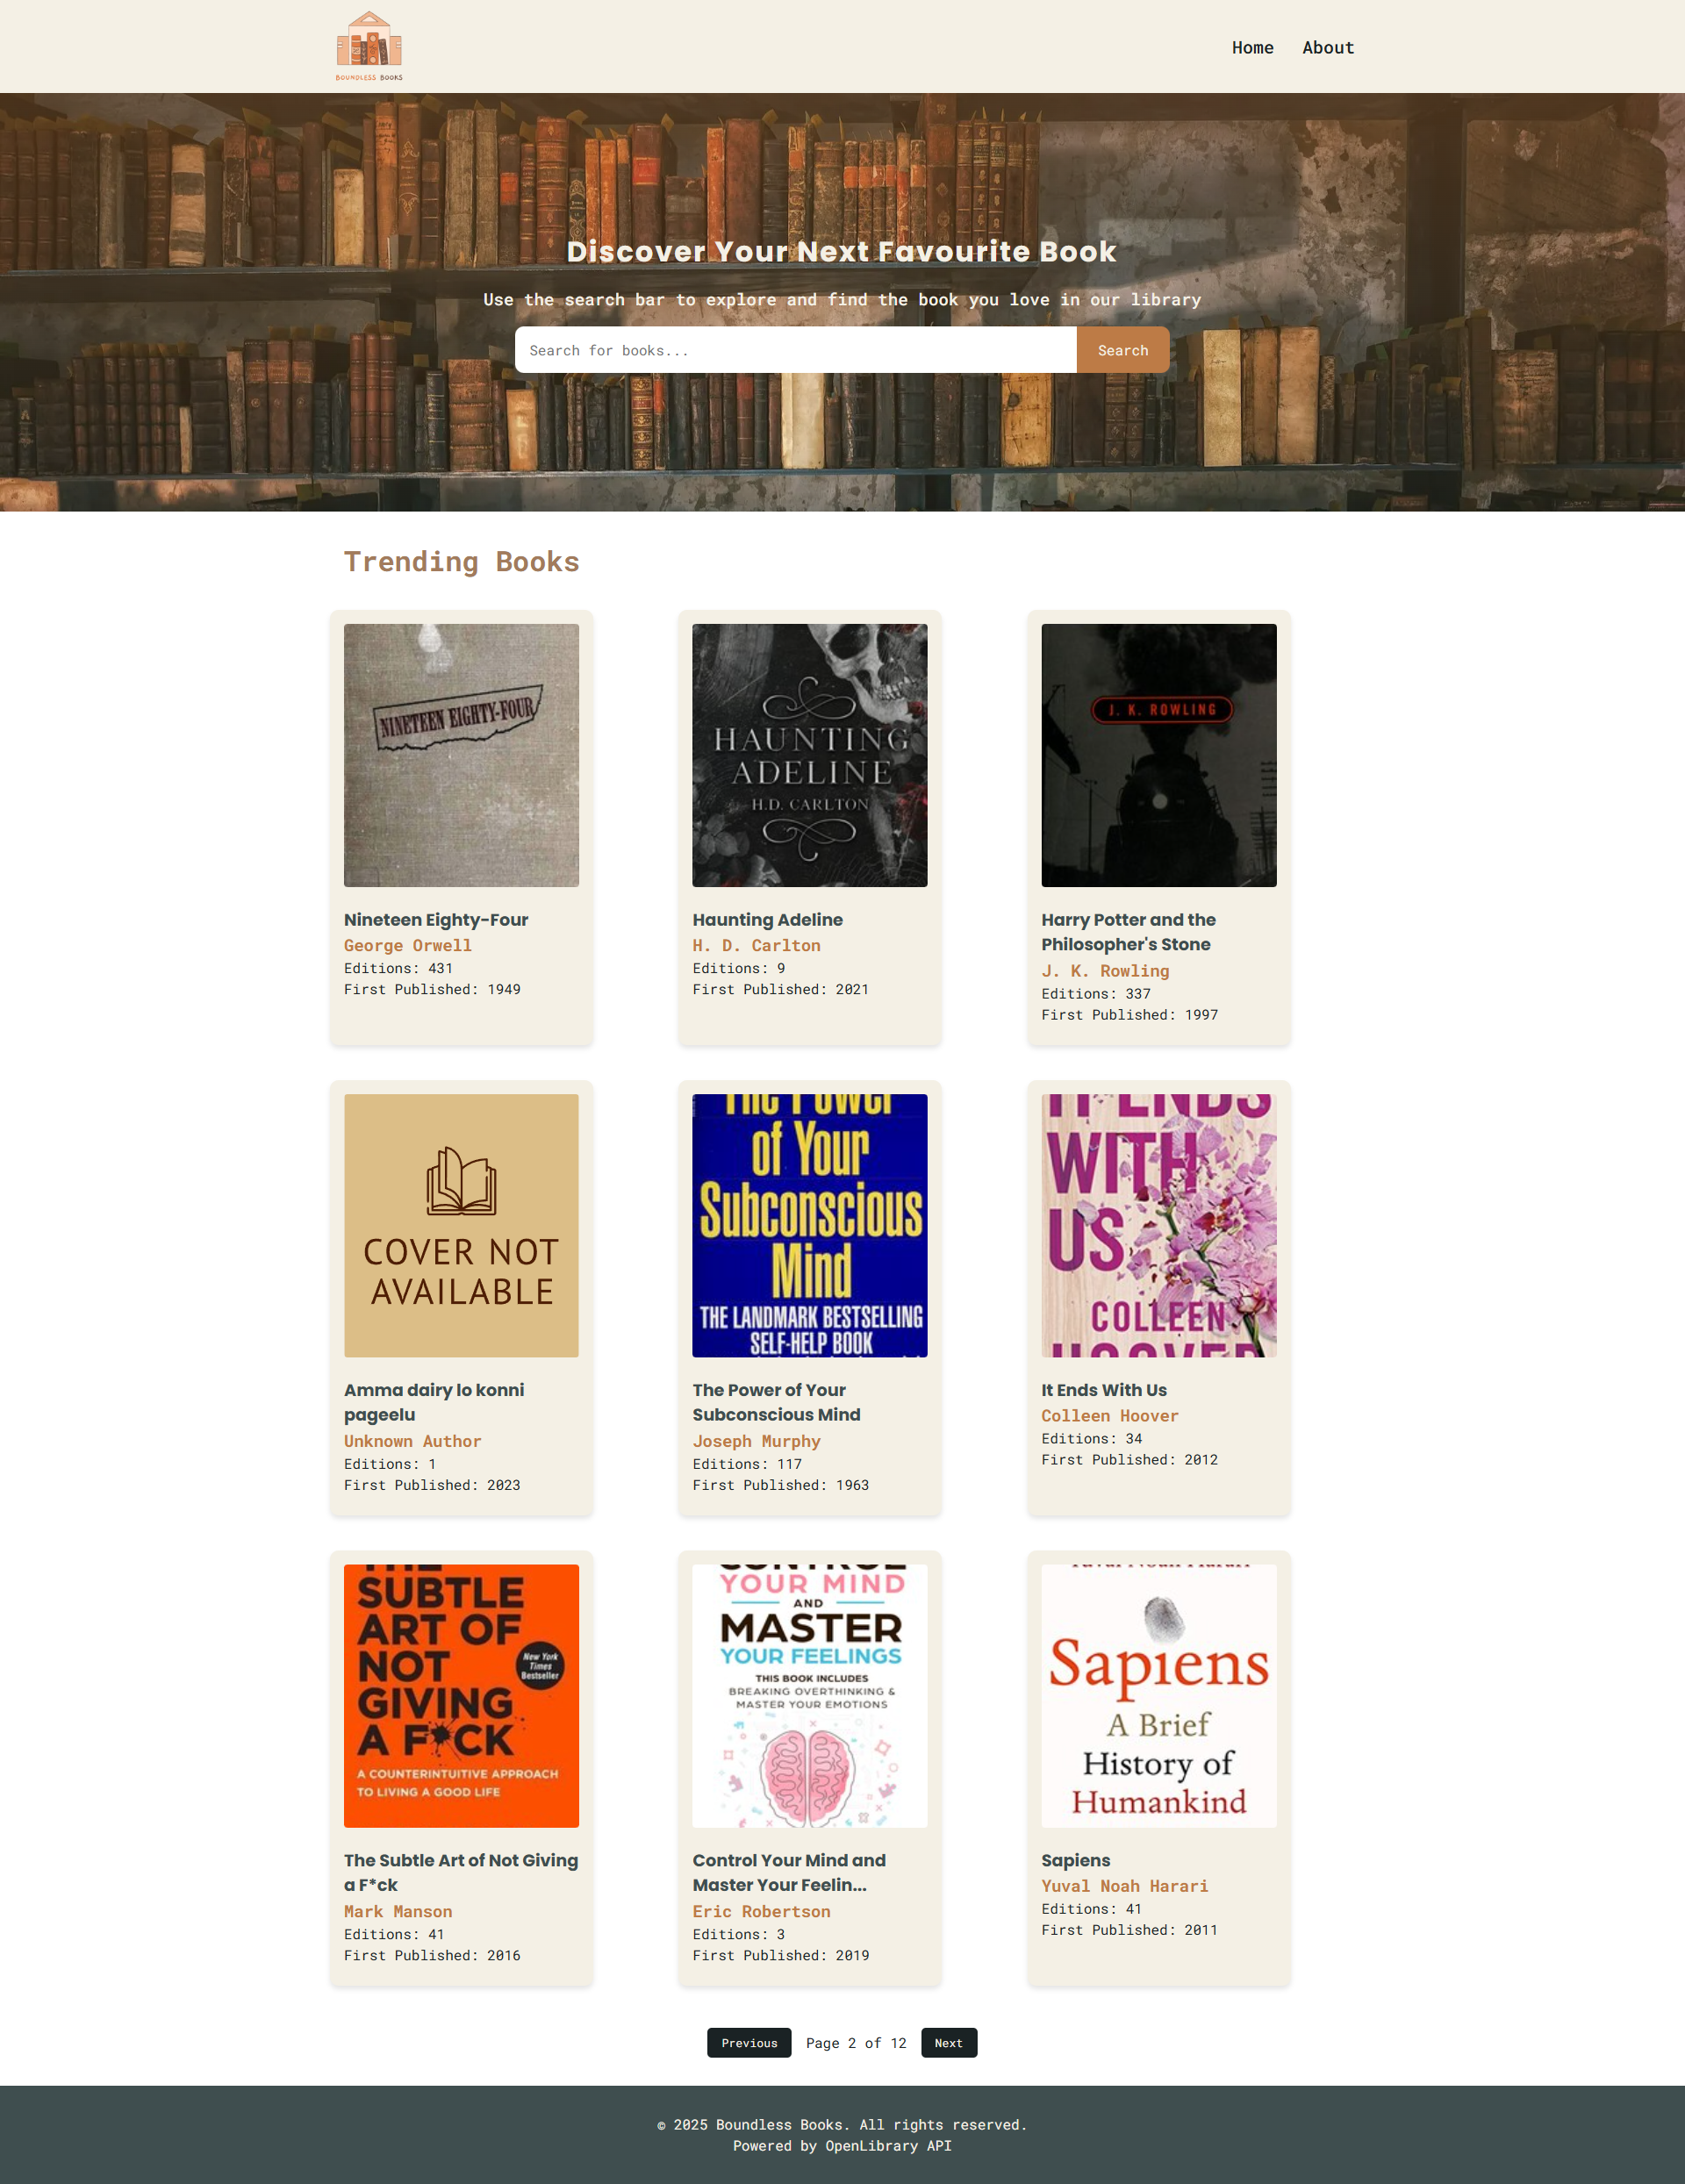 BOUNDLESS BOOKS
Home About
Discover Your Next Favourite Book
Use the search bar to explore and find the book you love in our library
Search for books... Search
Trending Books
NINETEEN EIGHTY-FOUR
Nineteen Eighty-Four
George Orwell
Editions: 431
First Published: 1949
HAUNTING
ADELINE
H.D. CARLTON
Haunting Adeline
H. D. Carlton
Editions: 9
First Published: 2021
J. K. ROWLING
Harry Potter and the
Philosopher's Stone
J. K. Rowling
Editions: 337
First Published: 1997
COVER NOT
AVAILABLE
Amma dairy lo konni
pageelu
Unknown Author
Editions: 1
First Published: 2023
The Power
of Your
Subconscious
Mind
THE LANDMARK BESTSELLING
SELF-HELP BOOK
The Power of Your
Subconscious Mind
Joseph Murphy
Editions: 117
First Published: 1963
IT ENDS
WITH
US
COLLEEN
HOOVER
It Ends With Us
Colleen Hoover
Editions: 34
First Published: 2012
THE
SUBTLE
ART OF
NOT
GIVING
A F*CK
New York
Times
Bestseller
A COUNTERINTUITIVE APPROACH
TO LIVING A GOOD LIFE
The Subtle Art of Not Giving
a F*ck
Mark Manson
Editions: 41
First Published: 2016
CONTROL
YOUR MIND
AND
MASTER
YOUR FEELINGS
THIS BOOK INCLUDES
BREAKING OVERTHINKING &
MASTER YOUR EMOTIONS
Control Your Mind and
Master Your Feelin...
Eric Robertson
Editions: 3
First Published: 2019
Yuval Noah Harari
Sapiens
A Brief
History of
Humankind
Sapiens
Yuval Noah Harari
Editions: 41
First Published: 2011
Previous Page 2 of 12 Next
© 2025 Boundless Books. All rights reserved.
Powered by OpenLibrary API